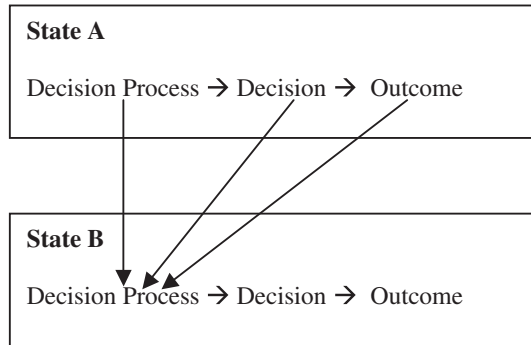 State A
Decision Process → Decision → Outcome
State B
Decision Process → Decision → Outcome